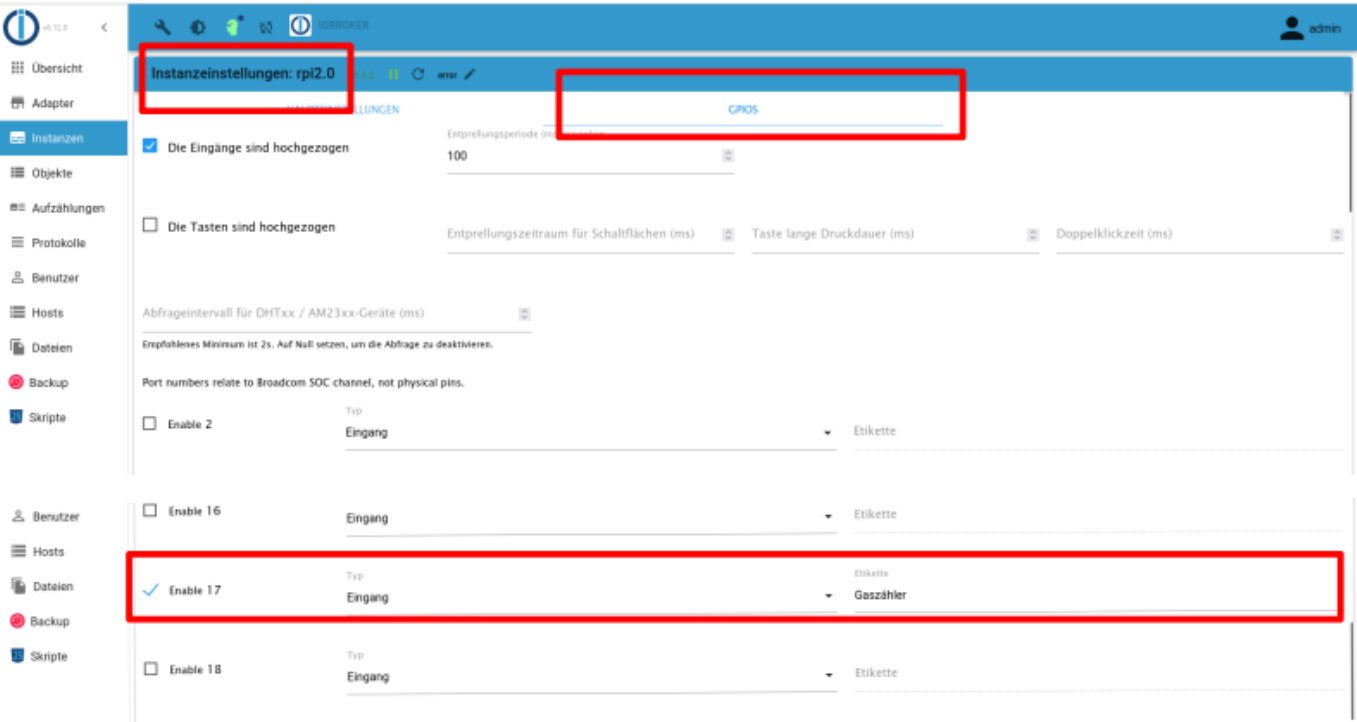 v6.12.0
IOBROKER
admin
Übersicht
Adapter
Instanzen
Objekte
Aufzählungen
Protokolle
Benutzer
Hosts
Dateien
Backup
Skripte
Instanzeinstellungen: rpi2.0
error
GPIOS
Die Eingänge sind hochgezogen
100
Die Tasten sind hochgezogen
Entprellungszeitraum für Schaltflächen (ms)
Taste lange Druckdauer (ms)
Doppelklickzeit (ms)
Abfrageintervall für DHTxx / AM23xx-Geräte (ms)
Empfohlenes Minimum ist 2s. Auf Null setzen, um die Abfrage zu deaktivieren.
Port numbers relate to Broadcom SOC channel, not physical pins.
Enable 2
Typ
Eingang
Etikette
Benutzer
Hosts
Dateien
Backup
Skripte
Enable 16
Eingang
Etikette
Enable 17
Typ
Eingang
Etikette
Gaszähler
Enable 18
Typ
Eingang
Etikette